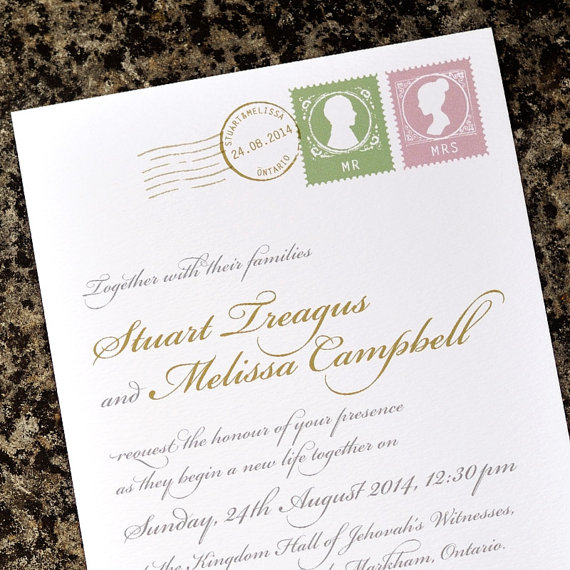 STUART&MELISSA
24.08.2014
ONTARIO
MR
MRS
Together with their families
Stuart Treagus
and Melissa Campbell
request the honour of your presence
as they begin a new life together on
Sunday, 24th August 2014, 12:30pm
the Kingdom Hall of Jehovah's Witnesses,
Markham, Ontario.